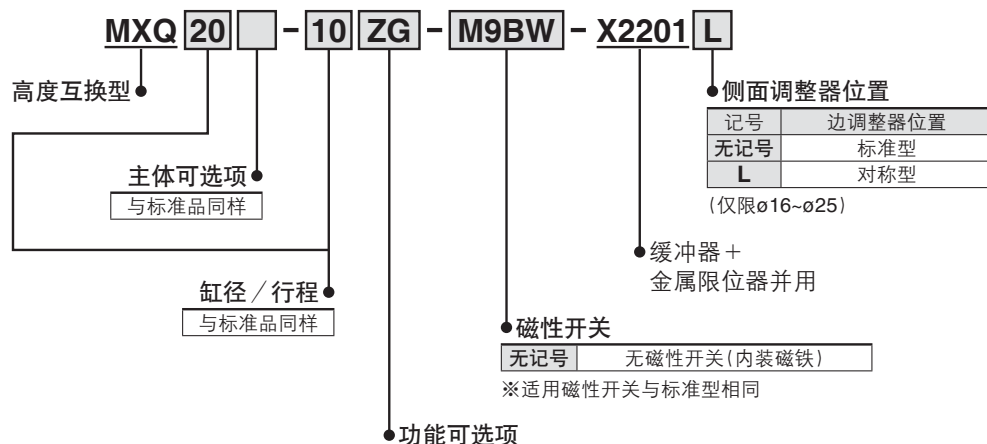 MXQ 20 - 10 ZG - M9BW - X2201 L
高度互换型
侧面调整器位置
记号 边调整器位置
无记号 标准型
L 对称型
(仅限ø16~ø25)
主体可选项
与标准品同样
缓冲器+
金属限位器并用
缸径/行程
与标准品同样
磁性开关
无记号 无磁性开关(内装磁铁)
※适用磁性开关与标准型相同
功能可选项